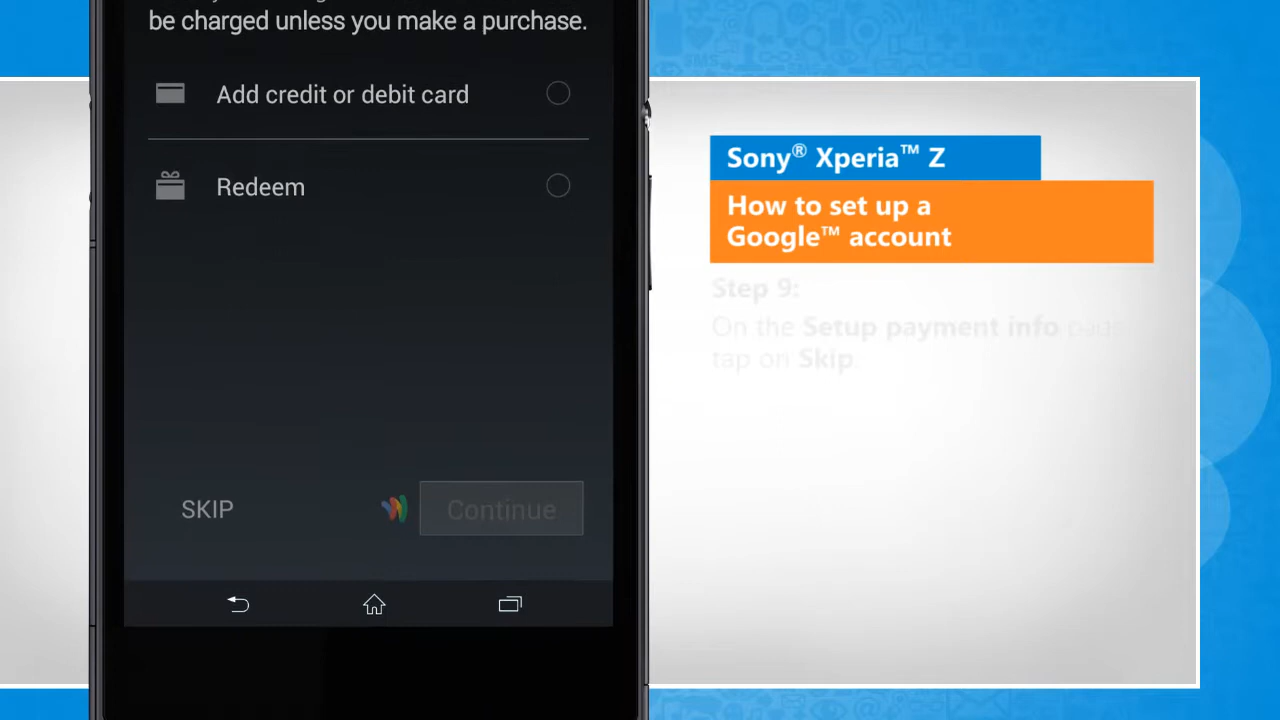 be charged unless you make a purchase.
Add credit or debit card
Redeem
SKIP
Continue
Sony® Xperia™ Z
How to set up a
Google™ account
Step 9:
On the Setup payment info
tap on Skip